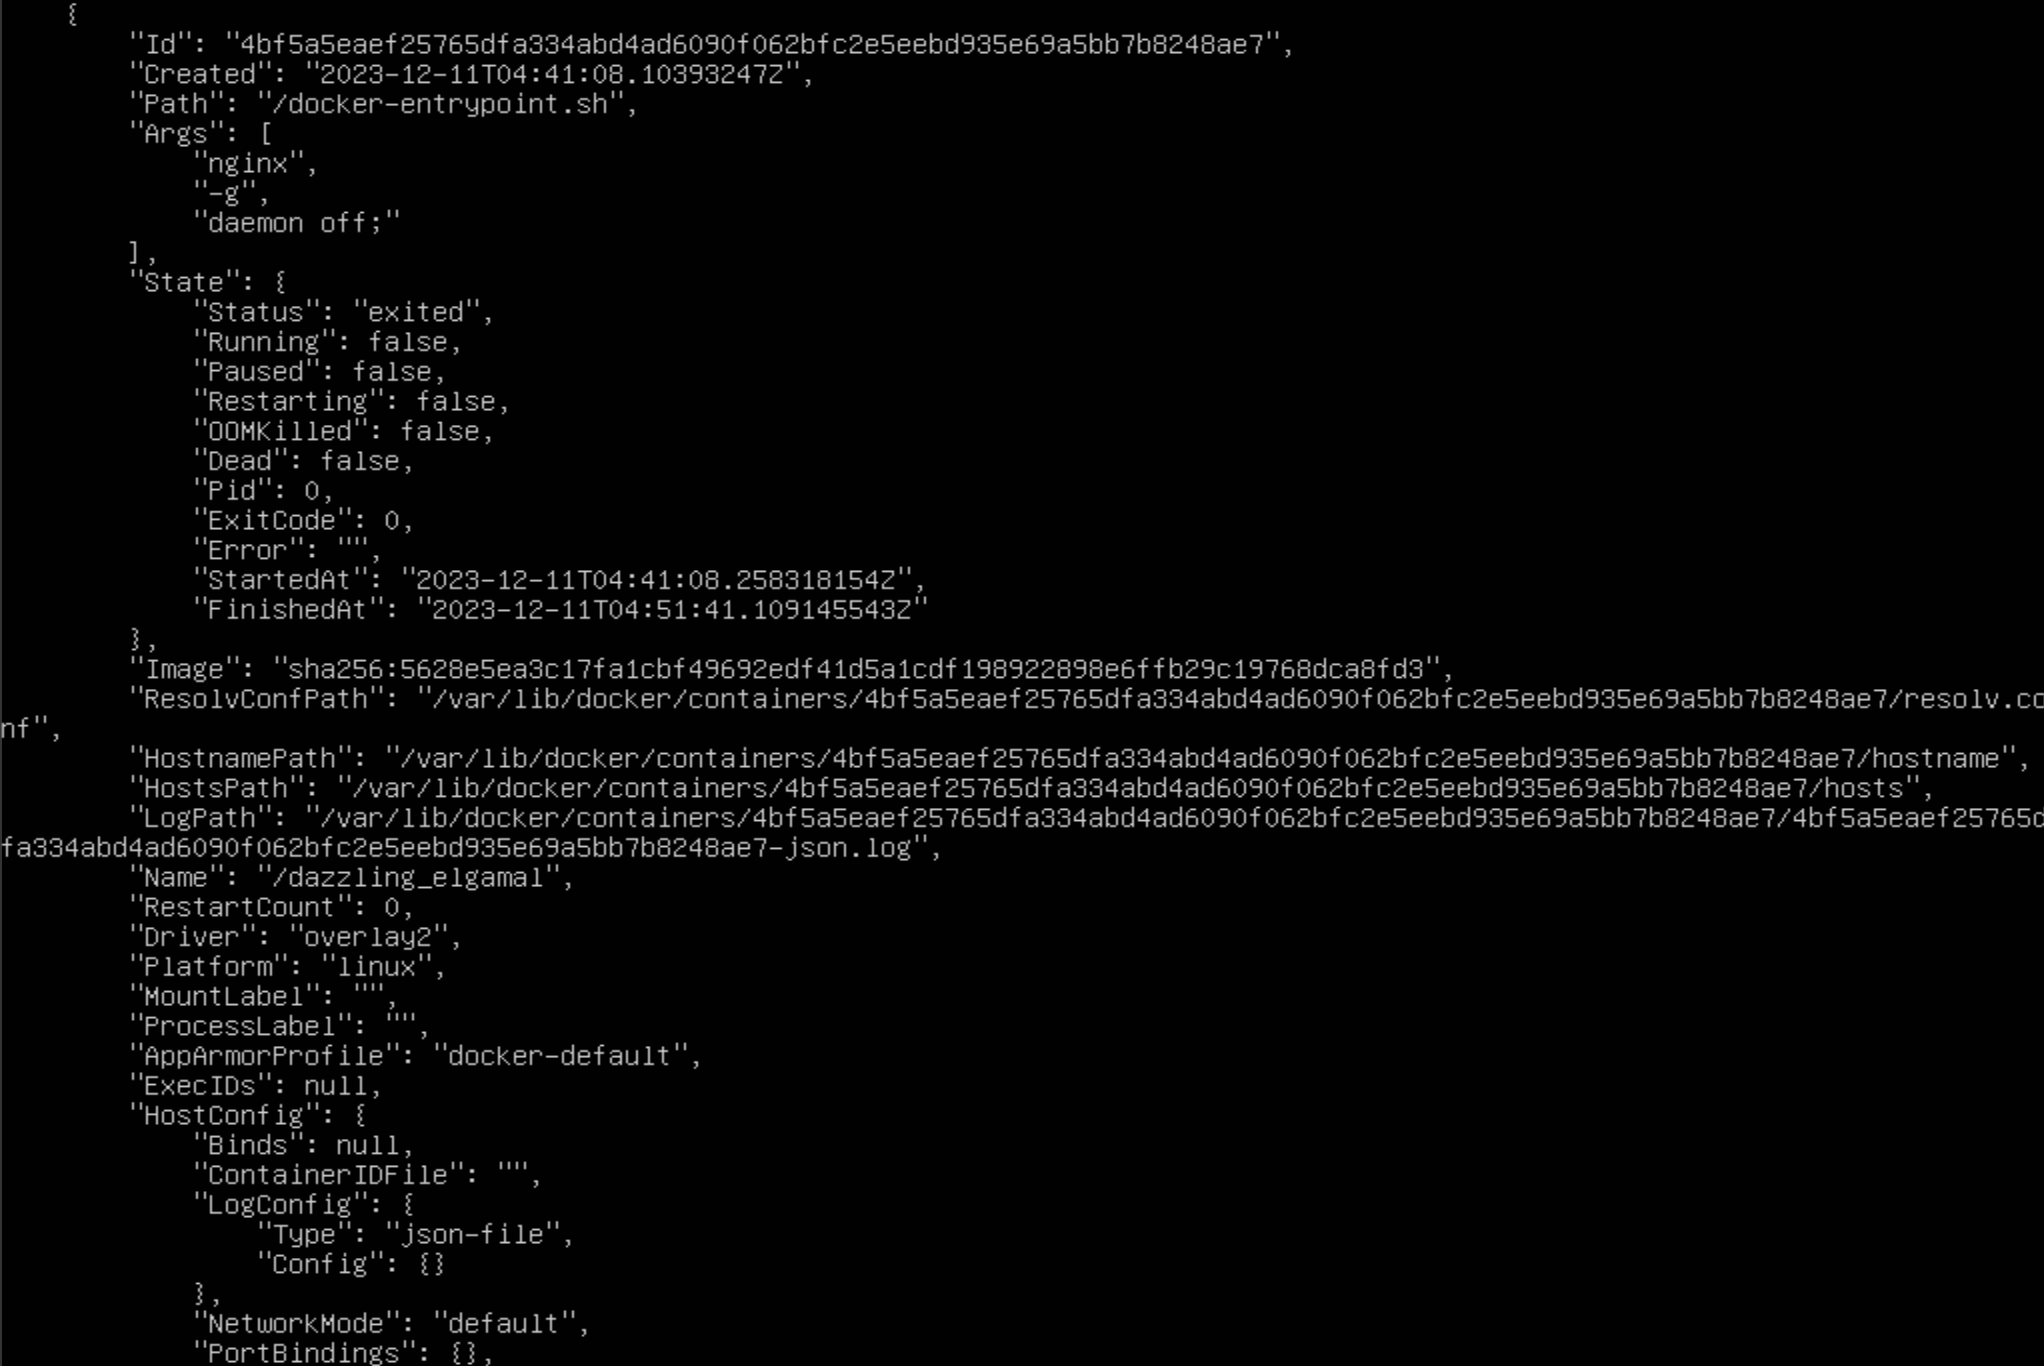 {
"Id": "4bf5a5eaef25765dfa334abd4ad6090f062bfc2e5eebd935e69a5bb7b8248ae7",
"Created": "2023-12-11T04:41:08.10393247Z",
"Path": "/docker-entrypoint.sh",
"Args": [
"nginx",
"-g",
"daemon off;"
],
"State": {
"Status": "exited",
"Running": false,
"Paused": false,
"Restarting": false,
"OOMKilled": false,
"Dead": false,
"Pid": 0,
"ExitCode": 0,
"Error": "",
"StartedAt": "2023-12-11T04:41:08.258318154Z",
"FinishedAt": "2023-12-11T04:51:41.109145543Z"
},
"Image": "sha256:5628e5ea3c17fa1cbf49692edf41d5a1cdf198922898e6ffb29c19768dca8fd3",
"ResolvConfPath": "/var/lib/docker/containers/4bf5a5eaef25765dfa334abd4ad6090f062bfc2e5eebd935e69a5bb7b8248ae7/resolv.co
nf",
"HostnamePath": "/var/lib/docker/containers/4bf5a5eaef25765dfa334abd4ad6090f062bfc2e5eebd935e69a5bb7b8248ae7/hostname",
"HostsPath": "/var/lib/docker/containers/4bf5a5eaef25765dfa334abd4ad6090f062bfc2e5eebd935e69a5bb7b8248ae7/hosts",
"LogPath": "/var/lib/docker/containers/4bf5a5eaef25765dfa334abd4ad6090f062bfc2e5eebd935e69a5bb7b8248ae7/4bf5a5eaef25765d
fa334abd4ad6090f062bfc2e5eebd935e69a5bb7b8248ae7-json.log",
"Name": "/dazzling_elgamal",
"RestartCount": 0,
"Driver": "overlay2",
"Platform": "linux",
"MountLabel": "",
"ProcessLabel": "",
"AppArmorProfile": "docker-default",
"ExecIDs": null,
"HostConfig": {
"Binds": null,
"ContainerIDFile": "",
"LogConfig": {
"Type": "json-file",
"Config": {}
},
"NetworkMode": "default",
"PortBindings": {},